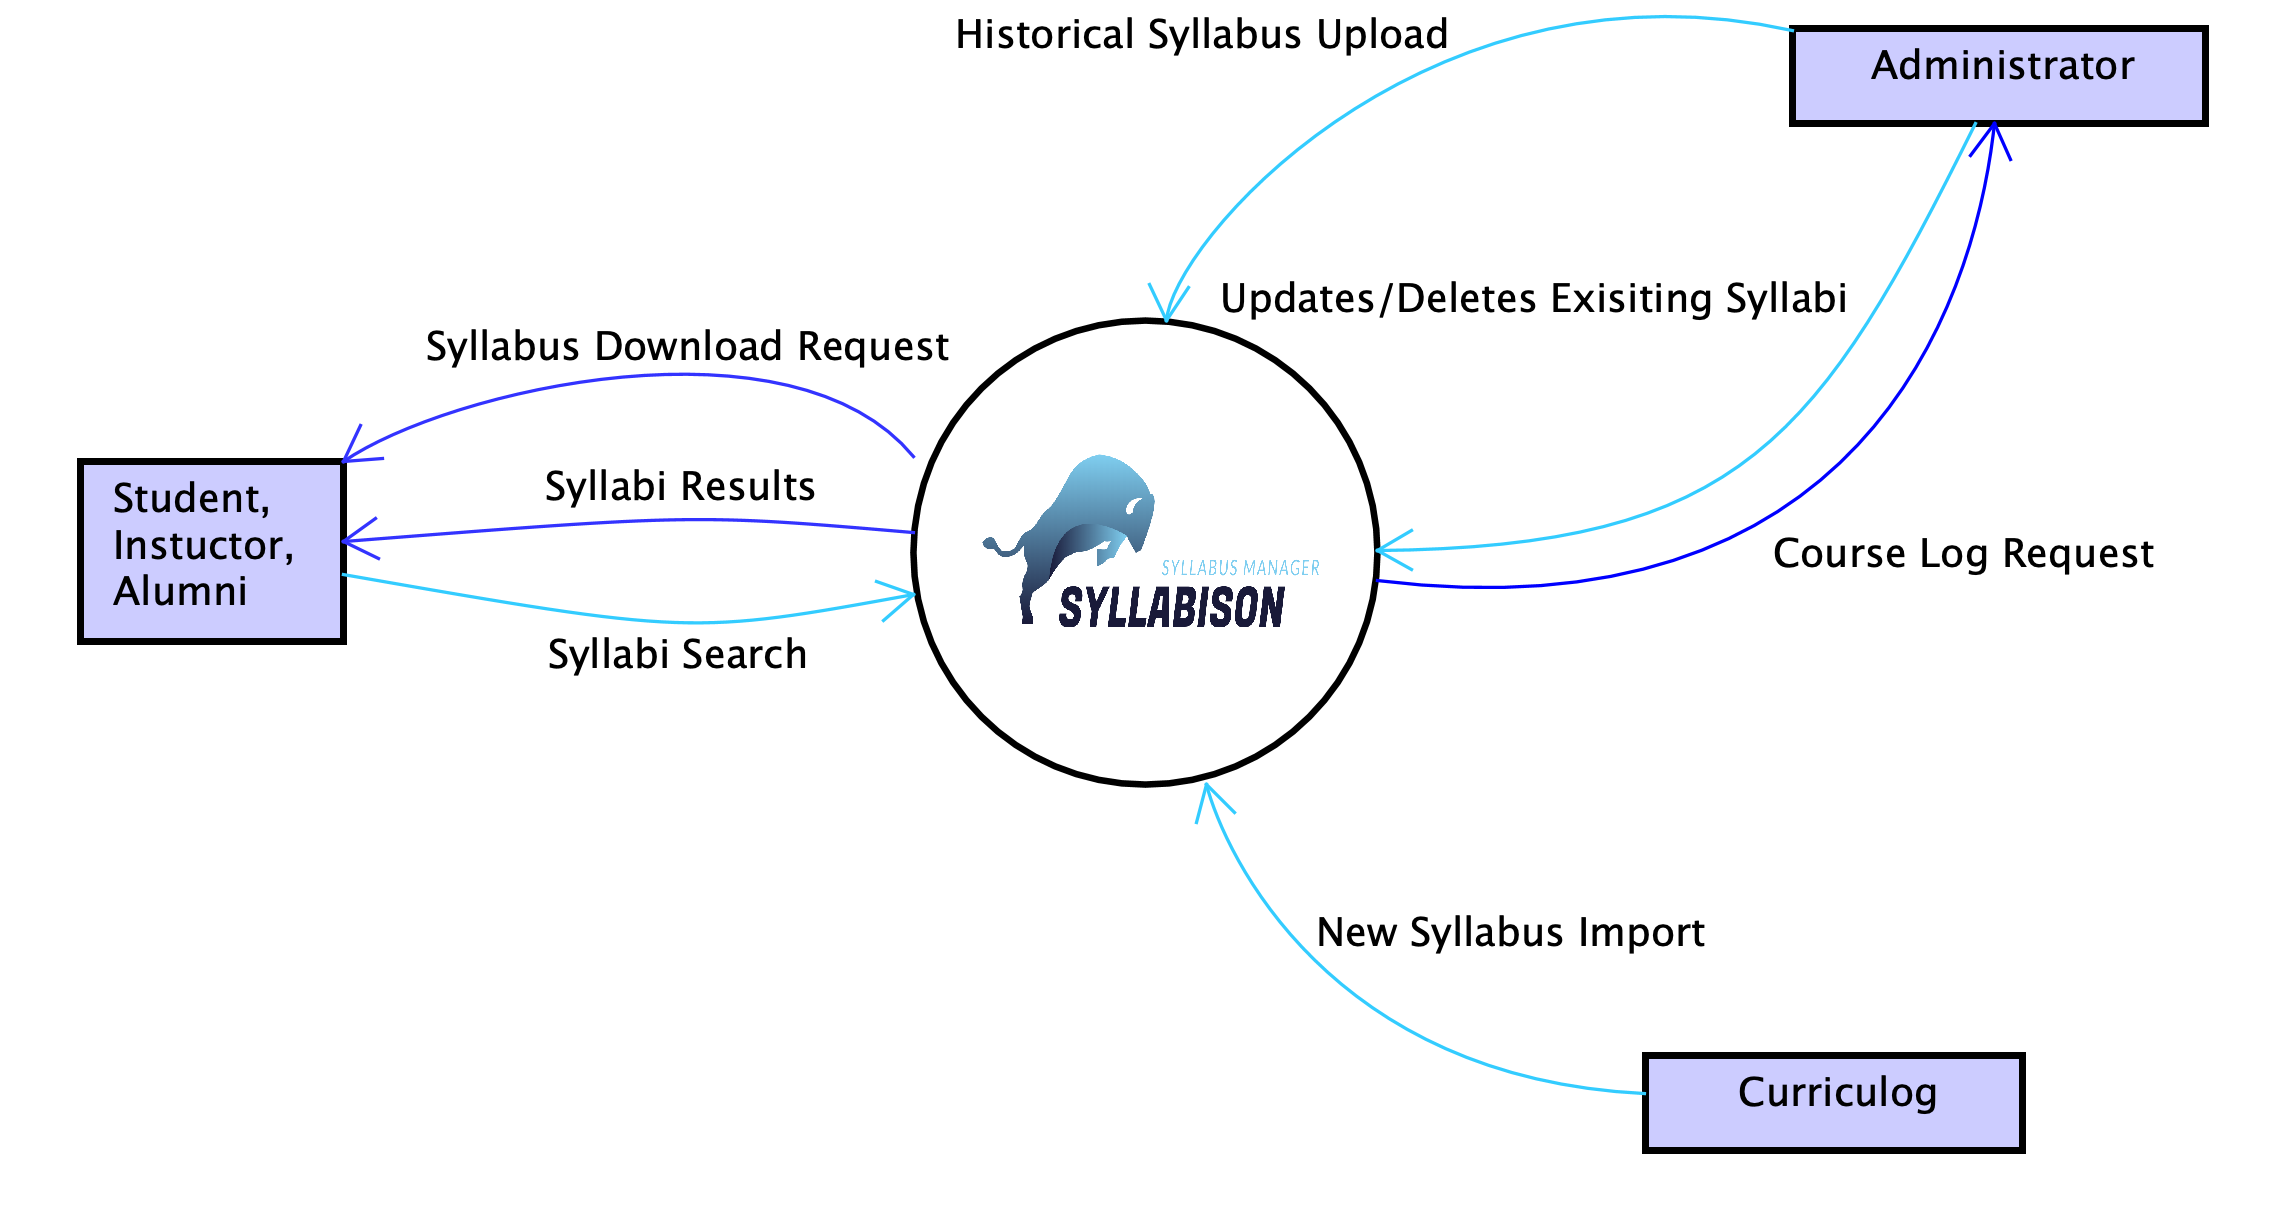 Historical Syllabus Upload
Administrator
Updates/Deletes Exisiting Syllabi
Syllabus Download Request
Syllabi Results
Student,
Instuctor,
Alumni
Course Log Request
SYLLABUS MANAGER
SYLLABISON
Syllabi Search
New Syllabus Import
Curriculog